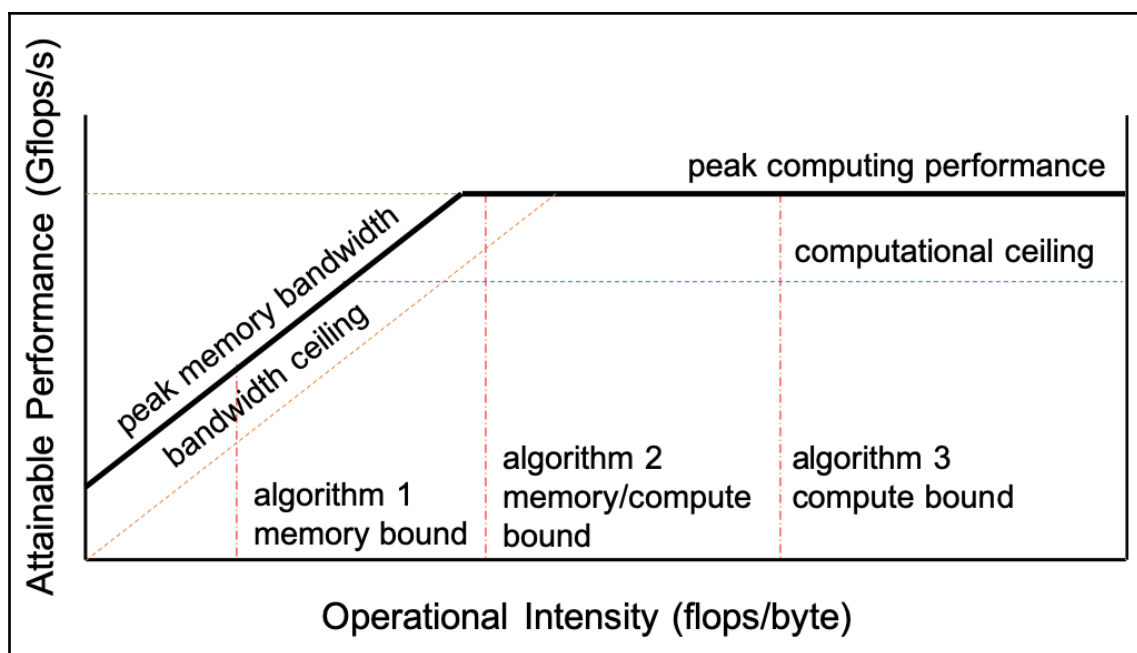 Attainable Performance (Gflops/s)
peak computing performance
peak memory bandwidth
computational ceiling
bandwidth ceiling
algorithm 1
memory bound
algorithm 2
memory/compute
bound
algorithm 3
compute bound
Operational Intensity (flops/byte)